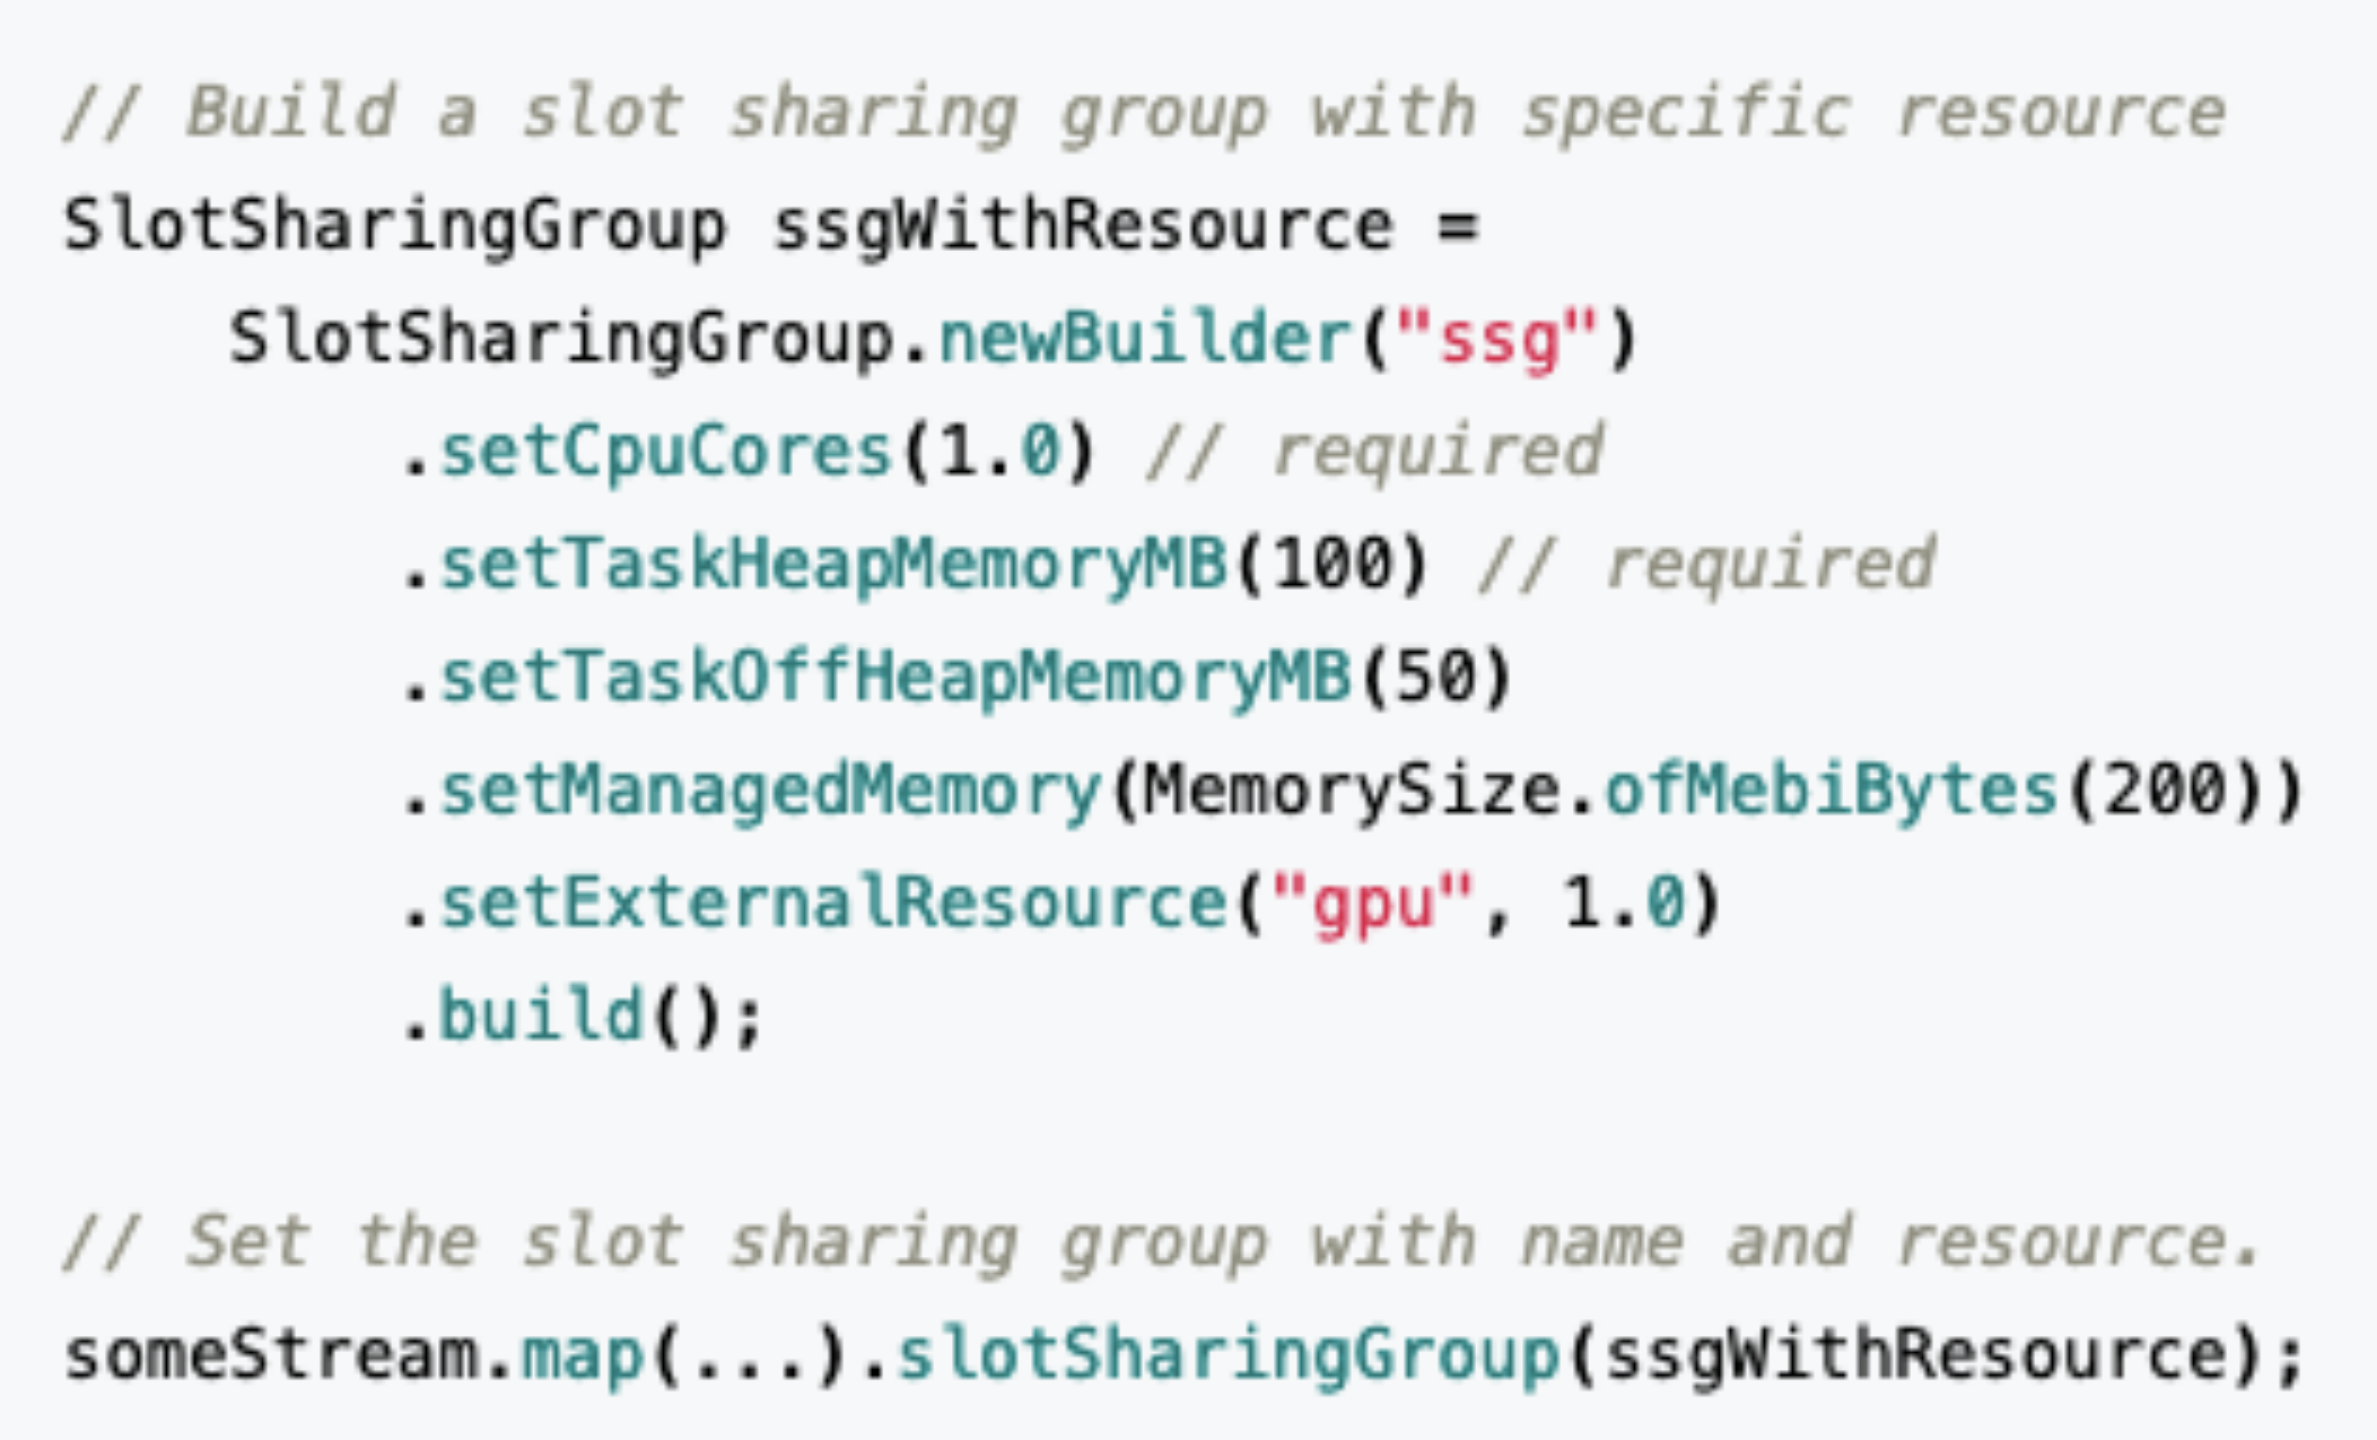 // Build a slot sharing group with specific resource
SlotSharingGroup ssgWithResource =
    SlotSharingGroup.newBuilder("ssg")
        .setCpuCores(1.0) // required
        .setTaskHeapMemoryMB(100) // required
        .setTaskOffHeapMemoryMB(50)
        .setManagedMemory(MemorySize.ofMebiBytes(200))
        .setExternalResource("gpu", 1.0)
        .build();

// Set the slot sharing group with name and resource.
someStream.map(...).slotSharingGroup(ssgWithResource);